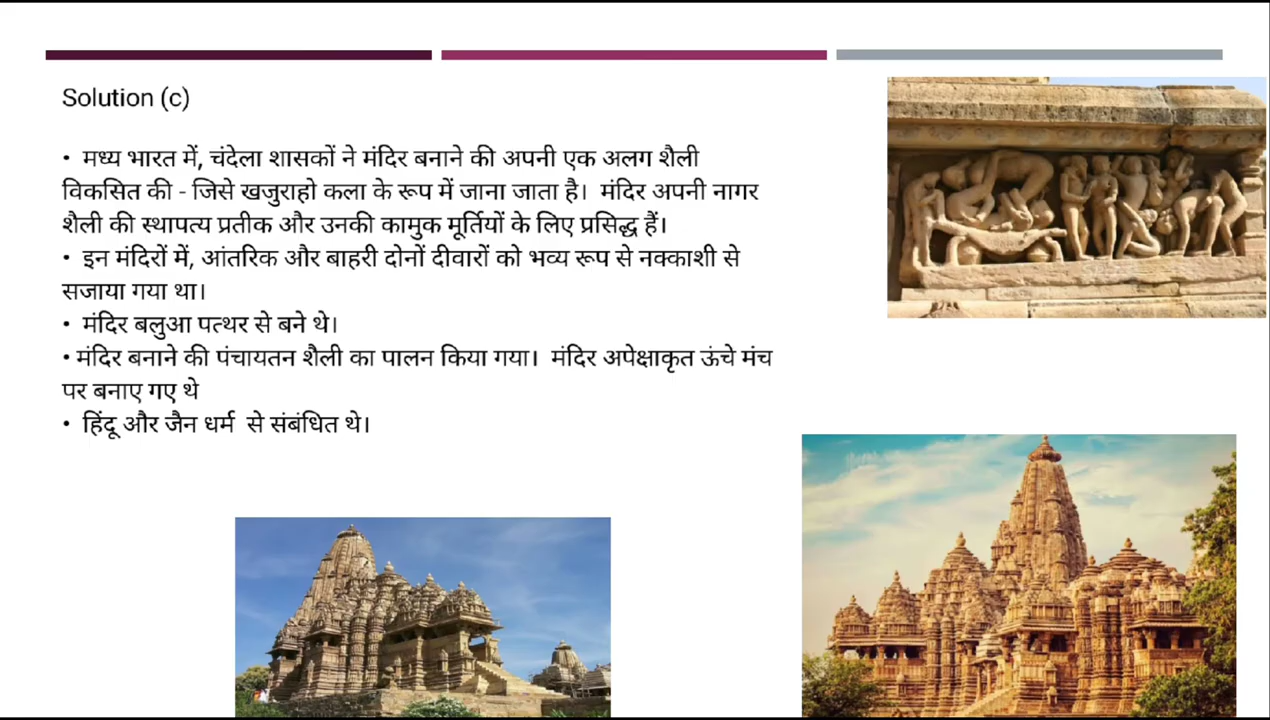 Solution (c)
• मध्य भारत में, चंदेला शासकों ने मंदिर बनाने की अपनी एक अलग शैली
विकसित की - जिसे खजुराहो कला के रूप में जाना जाता है। मंदिर अपनी नागर
शैली की स्थापत्य प्रतीक और उनकी कामुक मूर्तियों के लिए प्रसिद्ध हैं।
• इन मंदिरों में, आंतरिक और बाहरी दोनों दीवारों को भव्य रूप से नक्काशी से
सजाया गया था।
• मंदिर बलुआ पत्थर से बने थे।
• मंदिर बनाने की पंचायतन शैली का पालन किया गया। मंदिर अपेक्षाकृत ऊंचे मंच
पर बनाए गए थे
• हिंदू और जैन धर्म से संबंधित थे।